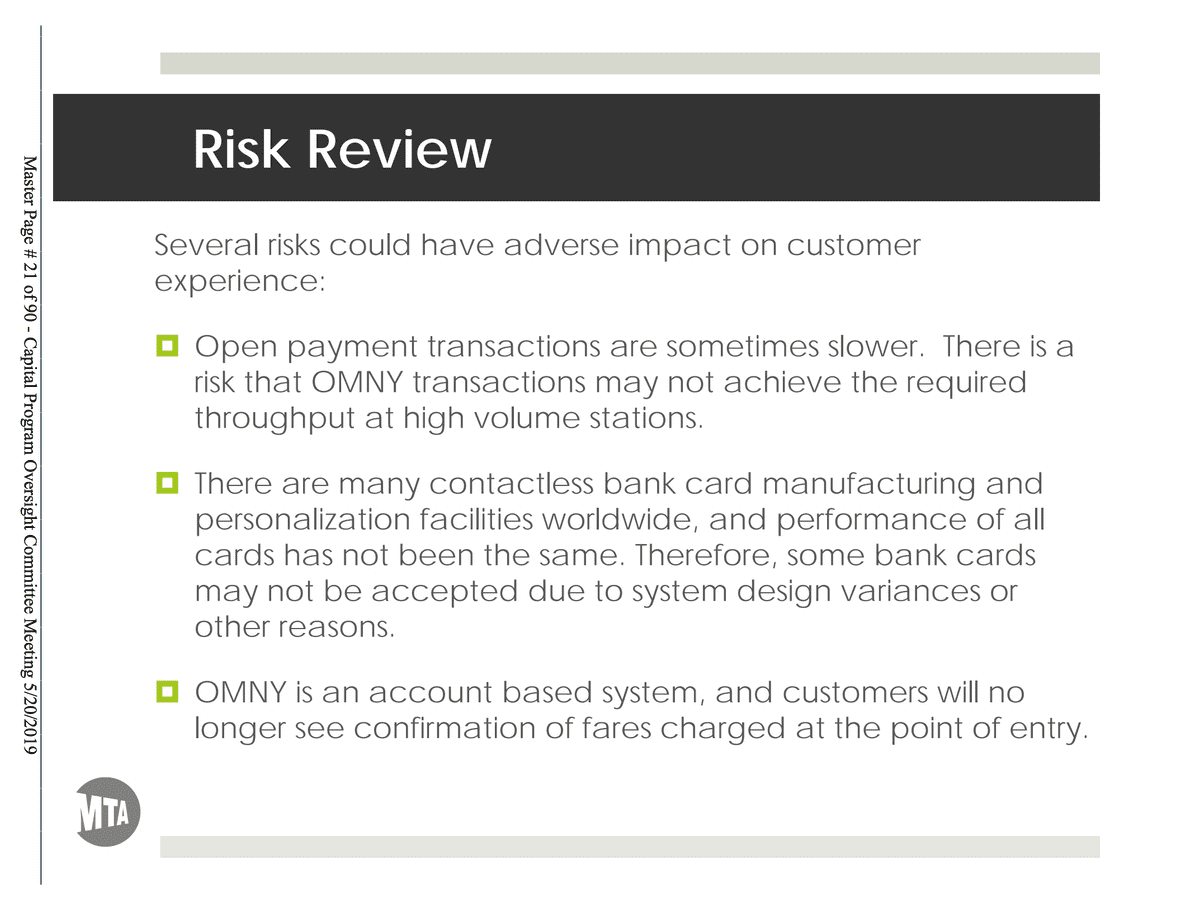 Master Page # 21 of 90 - Capital Program Oversight Committee Meeting 5/20/2019
Risk Review
Several risks could have adverse impact on customer
experience:
Open payment transactions are sometimes slower.  There is a
risk that OMNY transactions may not achieve the required
throughput at high volume stations.
There are many contactless bank card manufacturing and
personalization facilities worldwide, and performance of all
cards has not been the same. Therefore, some bank cards
may not be accepted due to system design variances or
other reasons.
OMNY is an account based system, and customers will no
longer see confirmation of fares charged at the point of entry.
MTA